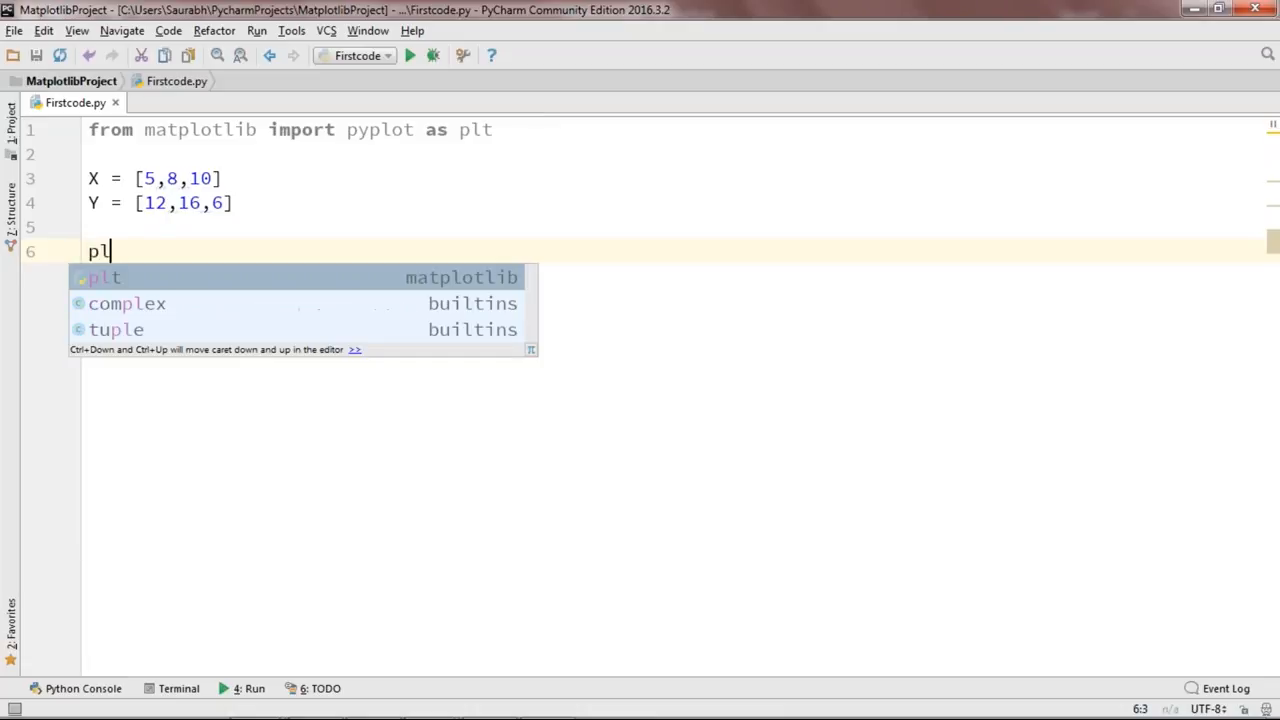 MatplotlibProject - [C:\Users\Saurabh\PycharmProjects\MatplotlibProject] - ...\Firstcode.py - PyCharm Community Edition 2016.3.2
File Edit View Navigate Code Refactor Run Tools VCS Window Help
Firstcode
MatplotlibProject Firstcode.py
Firstcode.py
1: Project
Z: Structure
2: Favorites
1 from matplotlib import pyplot as plt
2
3 X = [5,8,10]
4 Y = [12,16,6]
5
6 pl
plt matplotlib
complex builtins
tuple builtins
Ctrl+Down and Ctrl+Up will move caret down and up in the editor >> π
Python Console Terminal 4: Run 6: TODO Event Log
6:3 n/a UTF-8